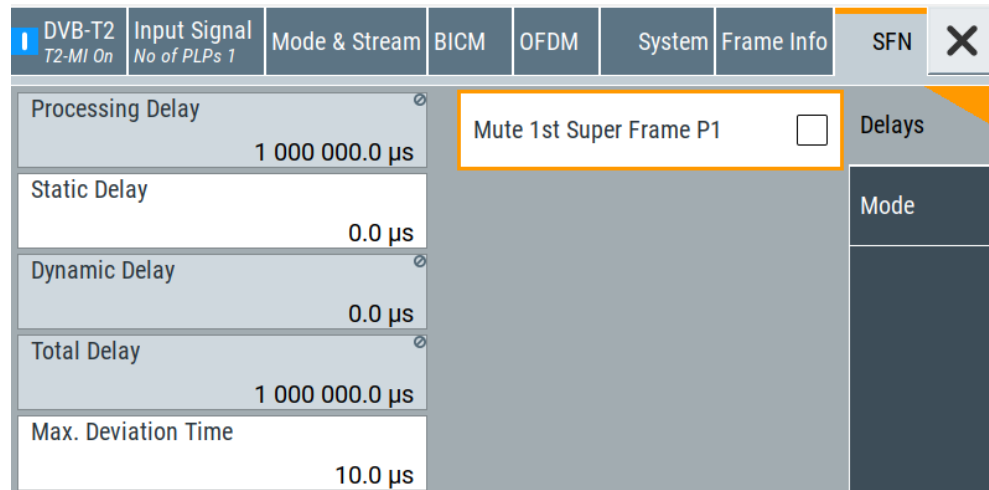 DVB-T2
T2-MI On
Input Signal
No of PLPs 1
Mode & Stream
BICM
OFDM
System
Frame Info
SFN
Processing Delay
1 000 000.0 µs
Mute 1st Super Frame P1
Delays
Static Delay
0.0 µs
Mode
Dynamic Delay
0.0 µs
Total Delay
1 000 000.0 µs
Max. Deviation Time
10.0 µs